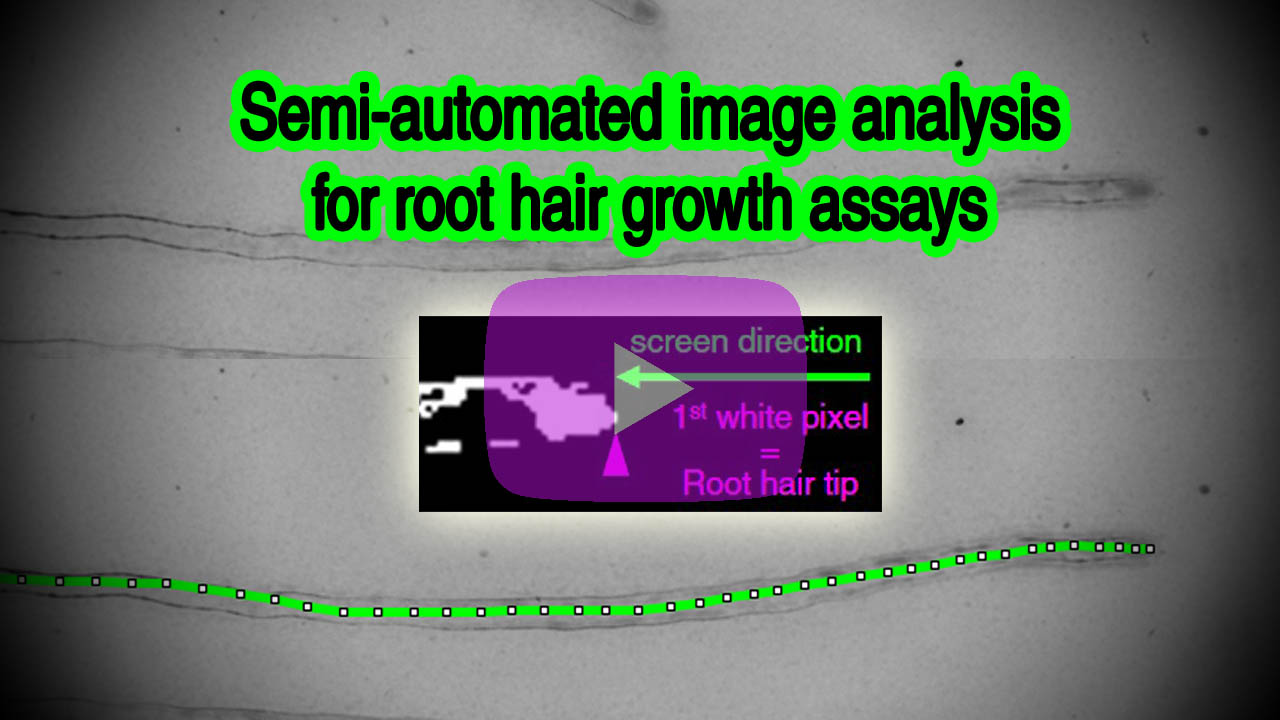 Semi-automated image analysis
for root hair growth assays
screen direction
1st white pixel
=
Root hair tip